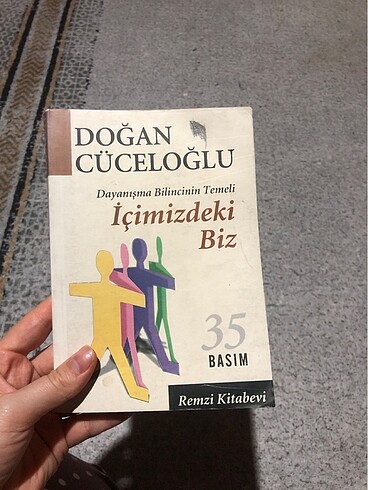 DOĞAN
CÜCELOĞLU
Dayanışma Bilincinin Temeli
İçimizdeki
Biz
35
BASIM
Remzi Kitabevi